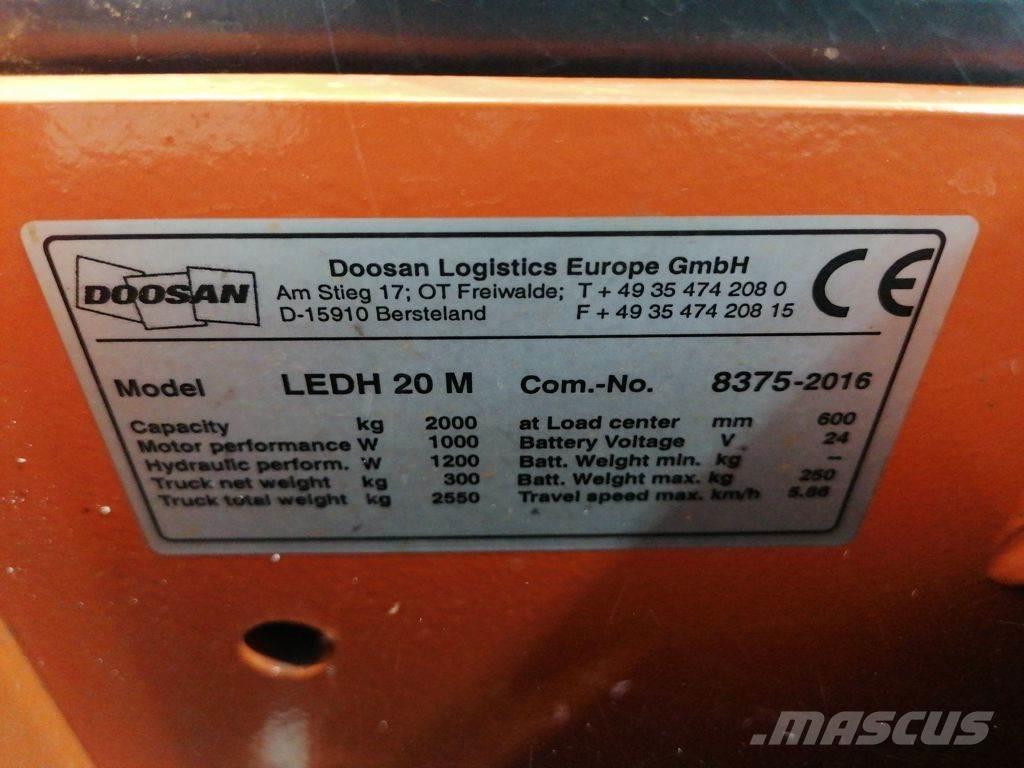 DOOSAN
Doosan Logistics Europe GmbH
Am Stieg 17; OT Freiwalde; T + 49 35 474 208 0
D-15910 Bersteland F + 49 35 474 208 15
CE
Model LEDH 20 M Com.-No. 8375-2016
Capacity kg 2000 at Load center mm 600
Motor performance W 1000 Battery Voltage V 24
Hydraulic perform. W 1200 Batt. Weight min. kg –
Truck net weight kg 300 Batt. Weight max. kg 250
Truck total weight kg 2550 Travel speed max. km/h 5.86
MASCUS